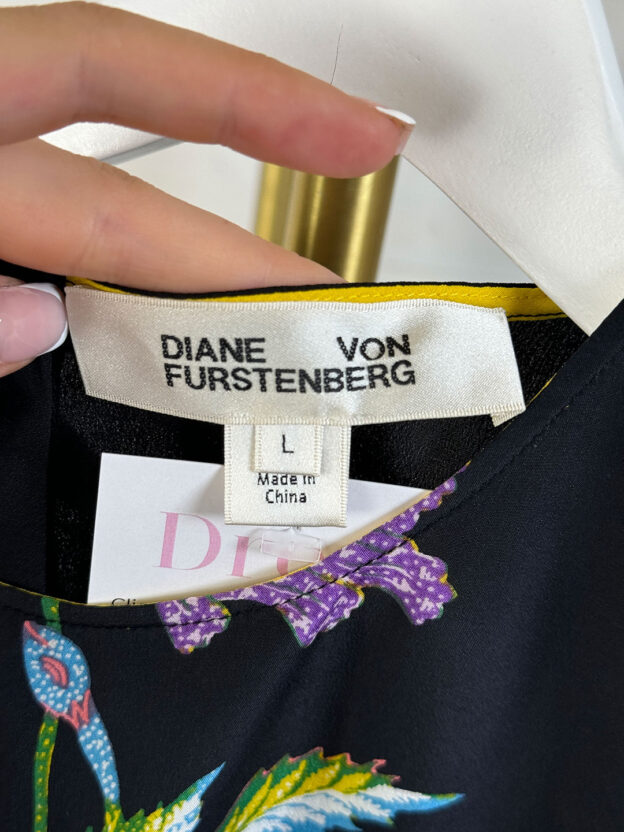 DIANE VON
FURSTENBERG
L
Made in
China